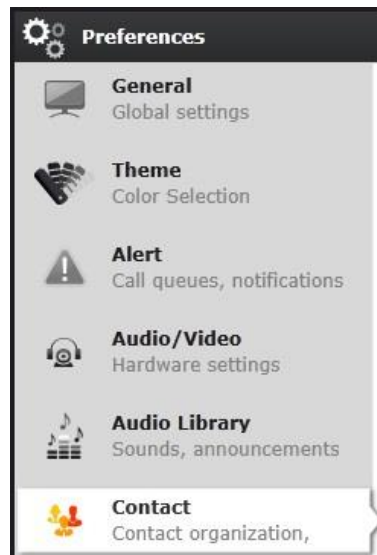 Preferences
General
Global settings
Theme
Color Selection
Alert
Call queues, notifications
Audio/Video
Hardware settings
Audio Library
Sounds, announcements
Contact
Contact organization,